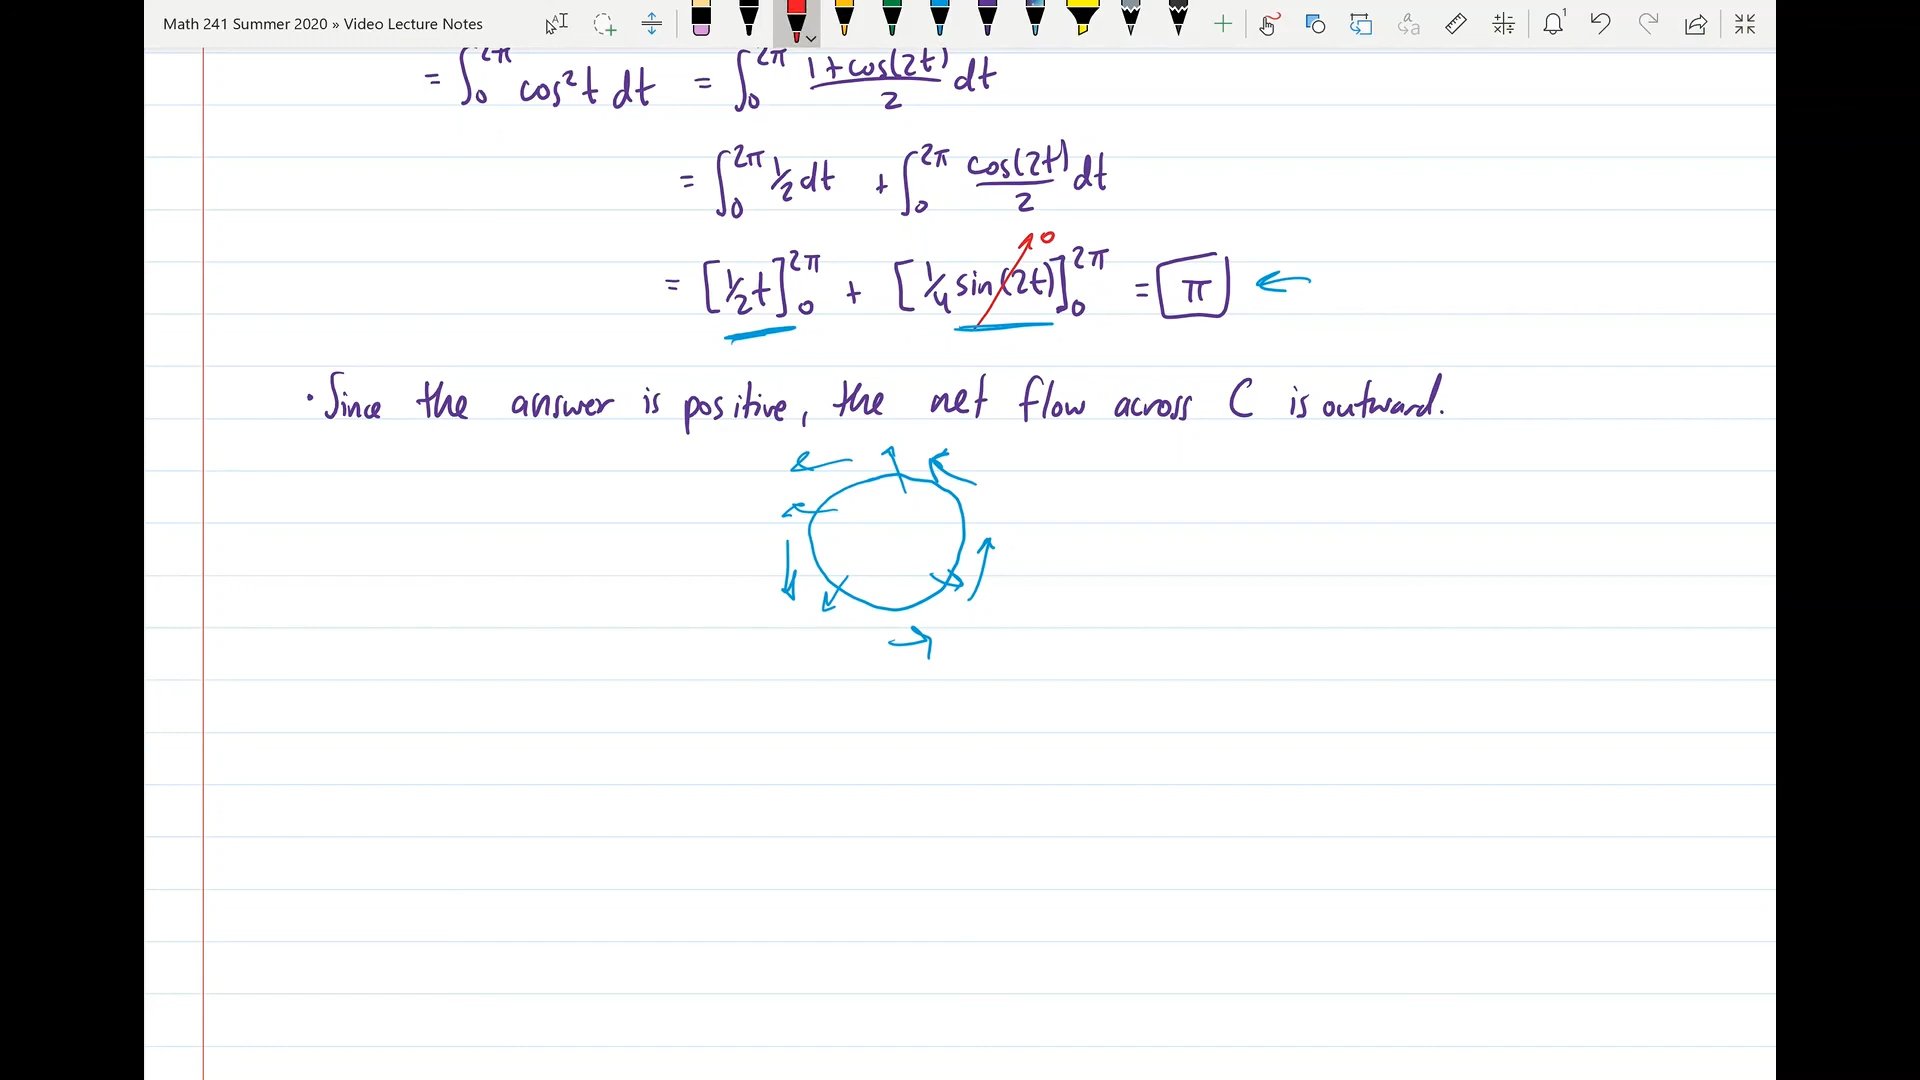 Math 241 Summer 2020 » Video Lecture Notes
= ∫₀^2π cos²t dt = ∫₀^2π (1+cos(2t))/2 dt
= ∫₀^2π ½ dt + ∫₀^2π cos(2t)/2 dt
0
= [½t]₀^2π + [¼ sin(2t)]₀^2π = π
· Since the answer is positive, the net flow across C is outward.